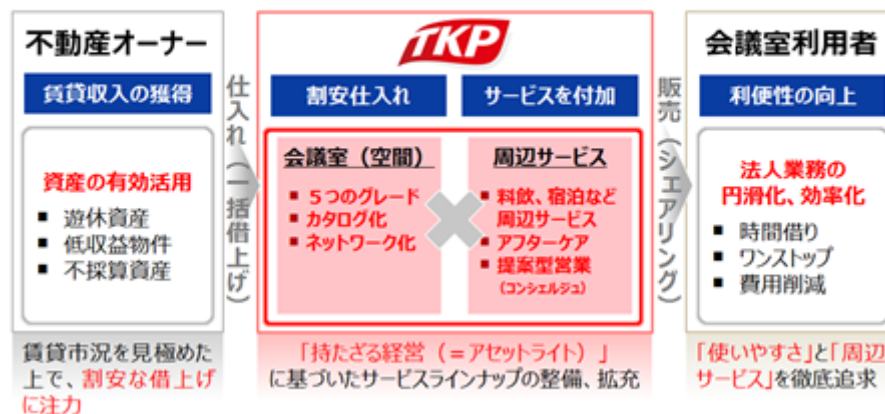 不動産オーナー
賃貸収入の獲得
資産の有効活用
■ 遊休資産
■ 低収益物件
■ 不採算資産
賃貸市況を見極めた
上で、割安な借上げ
に注力
仕入れ(一括借上げ)
TKP
割安仕入れ
サービスを付加
会議室(空間)
■ 5つのグレード
■ カタログ化
■ ネットワーク化
周辺サービス
■ 料飲、宿泊など
周辺サービス
■ アフターケア
■ 提案型営業
(コンシェルジュ)
「持たざる経営(=アセットライト)」
に基づいたサービスラインナップの整備、拡充
販売(シェアリング)
会議室利用者
利便性の向上
法人業務の
円滑化、効率化
■ 時間借り
■ ワンストップ
■ 費用削減
「使いやすさ」と「周辺
サービス」を徹底追求